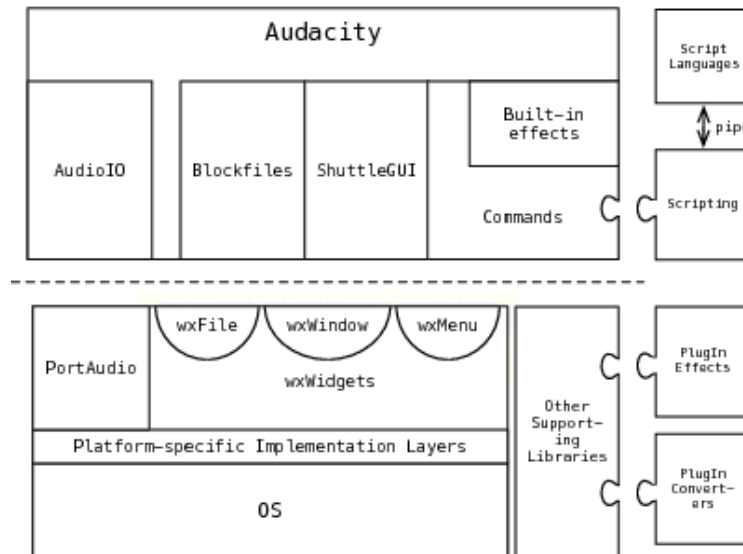 Audacity
Script
Languages
Built-in
effects
AudioIO
Blockfiles
ShuttleGUI
Commands
Scripting
wxFile
wxWindow
wxMenu
PortAudio
wxWidgets
PlugIn
Effects
Other
Support-
ing
Libraries
Platform-specific Implementation Layers
OS
PlugIn
Convert-
ers